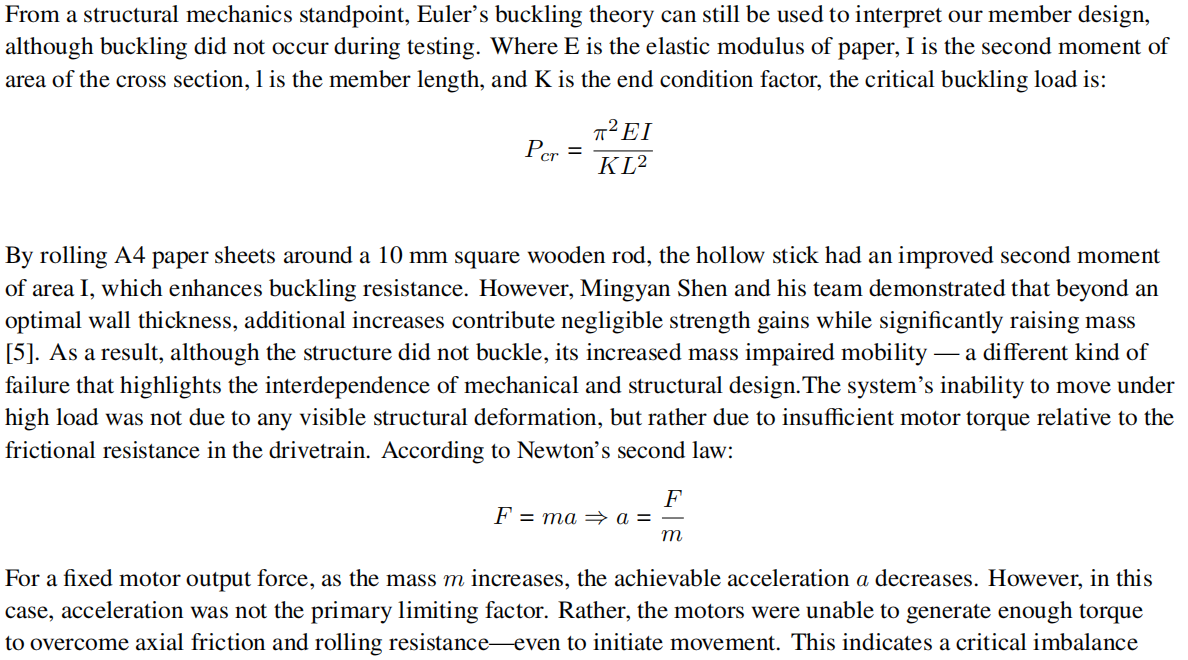 From a structural mechanics standpoint, Euler’s buckling theory can still be used to interpret our member design,
although buckling did not occur during testing. Where E is the elastic modulus of paper, I is the second moment of
area of the cross section, l is the member length, and K is the end condition factor, the critical buckling load is:
P_{cr} = \frac{\pi^2 EI}{KL^2}
By rolling A4 paper sheets around a 10 mm square wooden rod, the hollow stick had an improved second moment
of area I, which enhances buckling resistance. However, Mingyan Shen and his team demonstrated that beyond an
optimal wall thickness, additional increases contribute negligible strength gains while significantly raising mass
[5]. As a result, although the structure did not buckle, its increased mass impaired mobility — a different kind of
failure that highlights the interdependence of mechanical and structural design.The system’s inability to move under
high load was not due to any visible structural deformation, but rather due to insufficient motor torque relative to the
frictional resistance in the drivetrain. According to Newton’s second law:
F = ma ⇒ a = \frac{F}{m}
For a fixed motor output force, as the mass m increases, the achievable acceleration a decreases. However, in this
case, acceleration was not the primary limiting factor. Rather, the motors were unable to generate enough torque
to overcome axial friction and rolling resistance—even to initiate movement. This indicates a critical imbalance